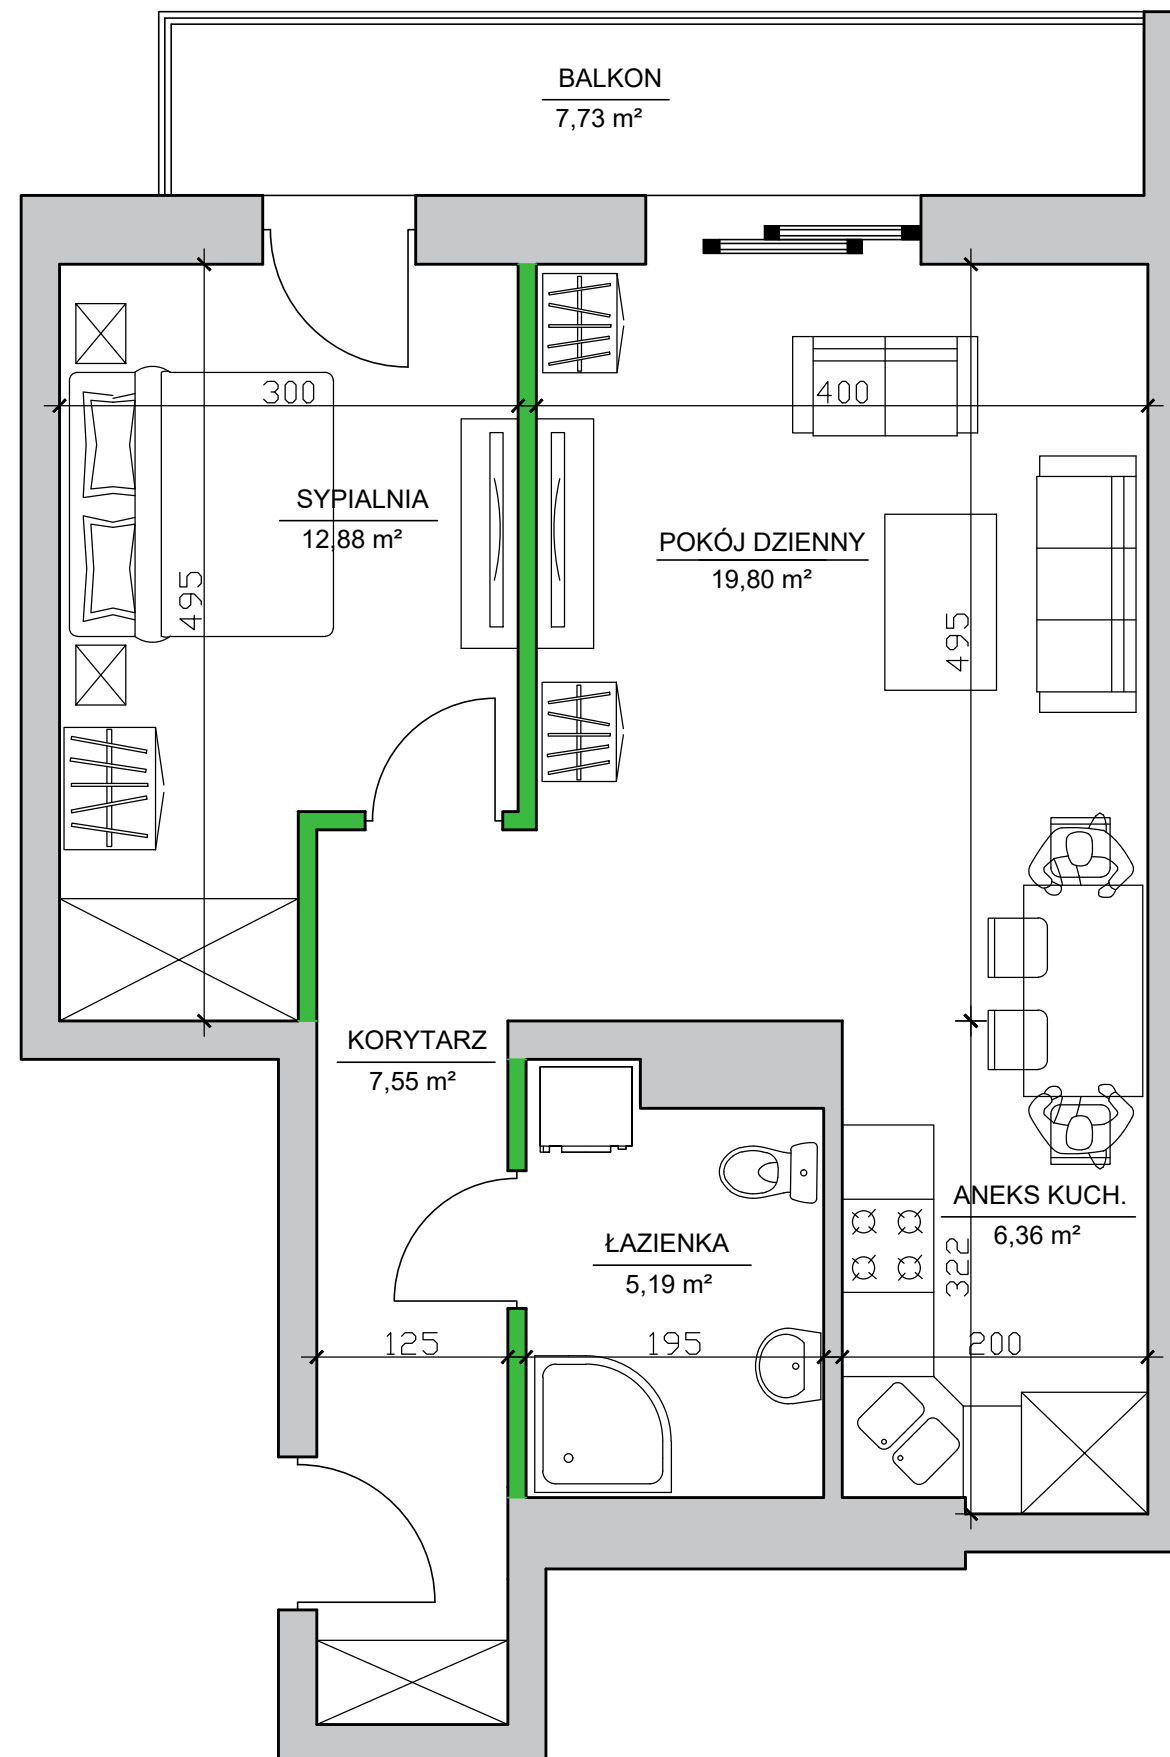 BALKON
7,73 m²
300
400
SYPIALNIA
12,88 m²
POKÓJ DZIENNY
19,80 m²
495
495
KORYTARZ
7,55 m²
ANEKS KUCH.
6,36 m²
ŁAZIENKA
5,19 m²
322
125
195
200